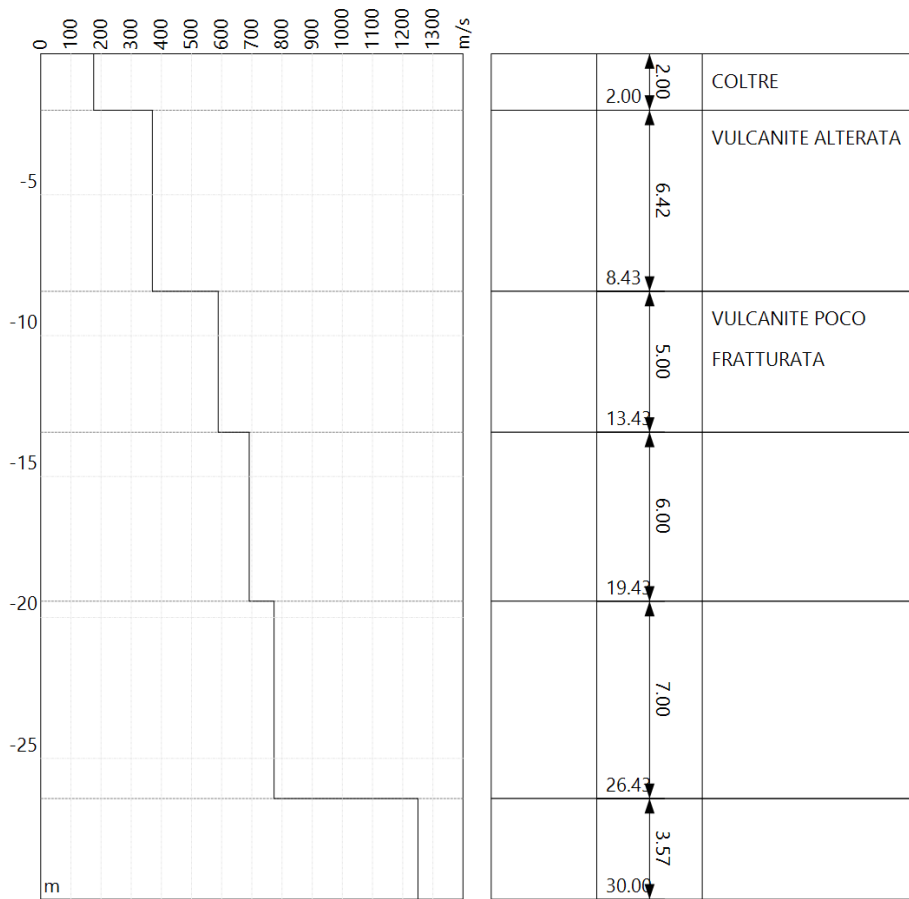 0 100 200 300 400 500 600 700 800 900 1000 1100 1200 1300 m/s
-5
-10
-15
-20
-25
m
2.00
2.00
COLTRE
6.42
8.43
VULCANITE ALTERATA
5.00
13.43
VULCANITE POCO
FRATTURATA
6.00
19.43
7.00
26.43
3.57
30.00